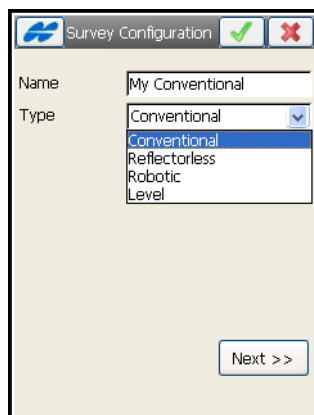 Survey Configuration
Name My Conventional
Type Conventional
Conventional
Reflectorless
Robotic
Level
Next >>